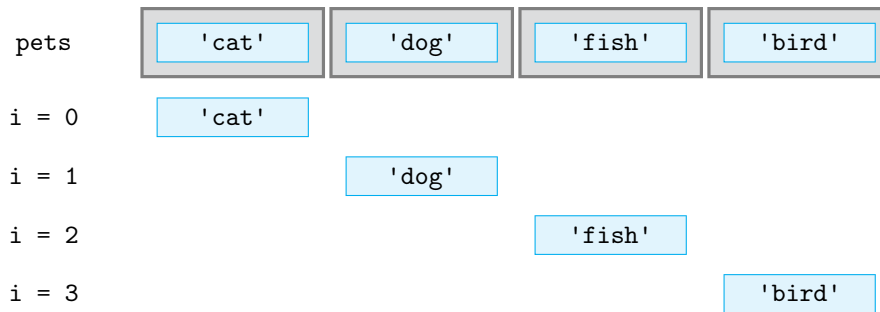 pets 'cat' 'dog' 'fish' 'bird'
i = 0 'cat'
i = 1 'dog'
i = 2 'fish'
i = 3 'bird'